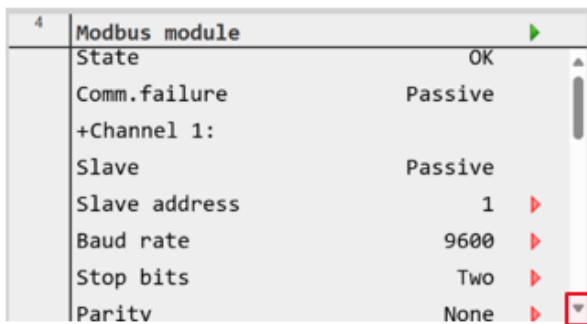 4 Modbus module
State OK
Comm.failure Passive
+Channel 1:
Slave Passive
Slave address 1
Baud rate 9600
Stop bits Two
Parity None